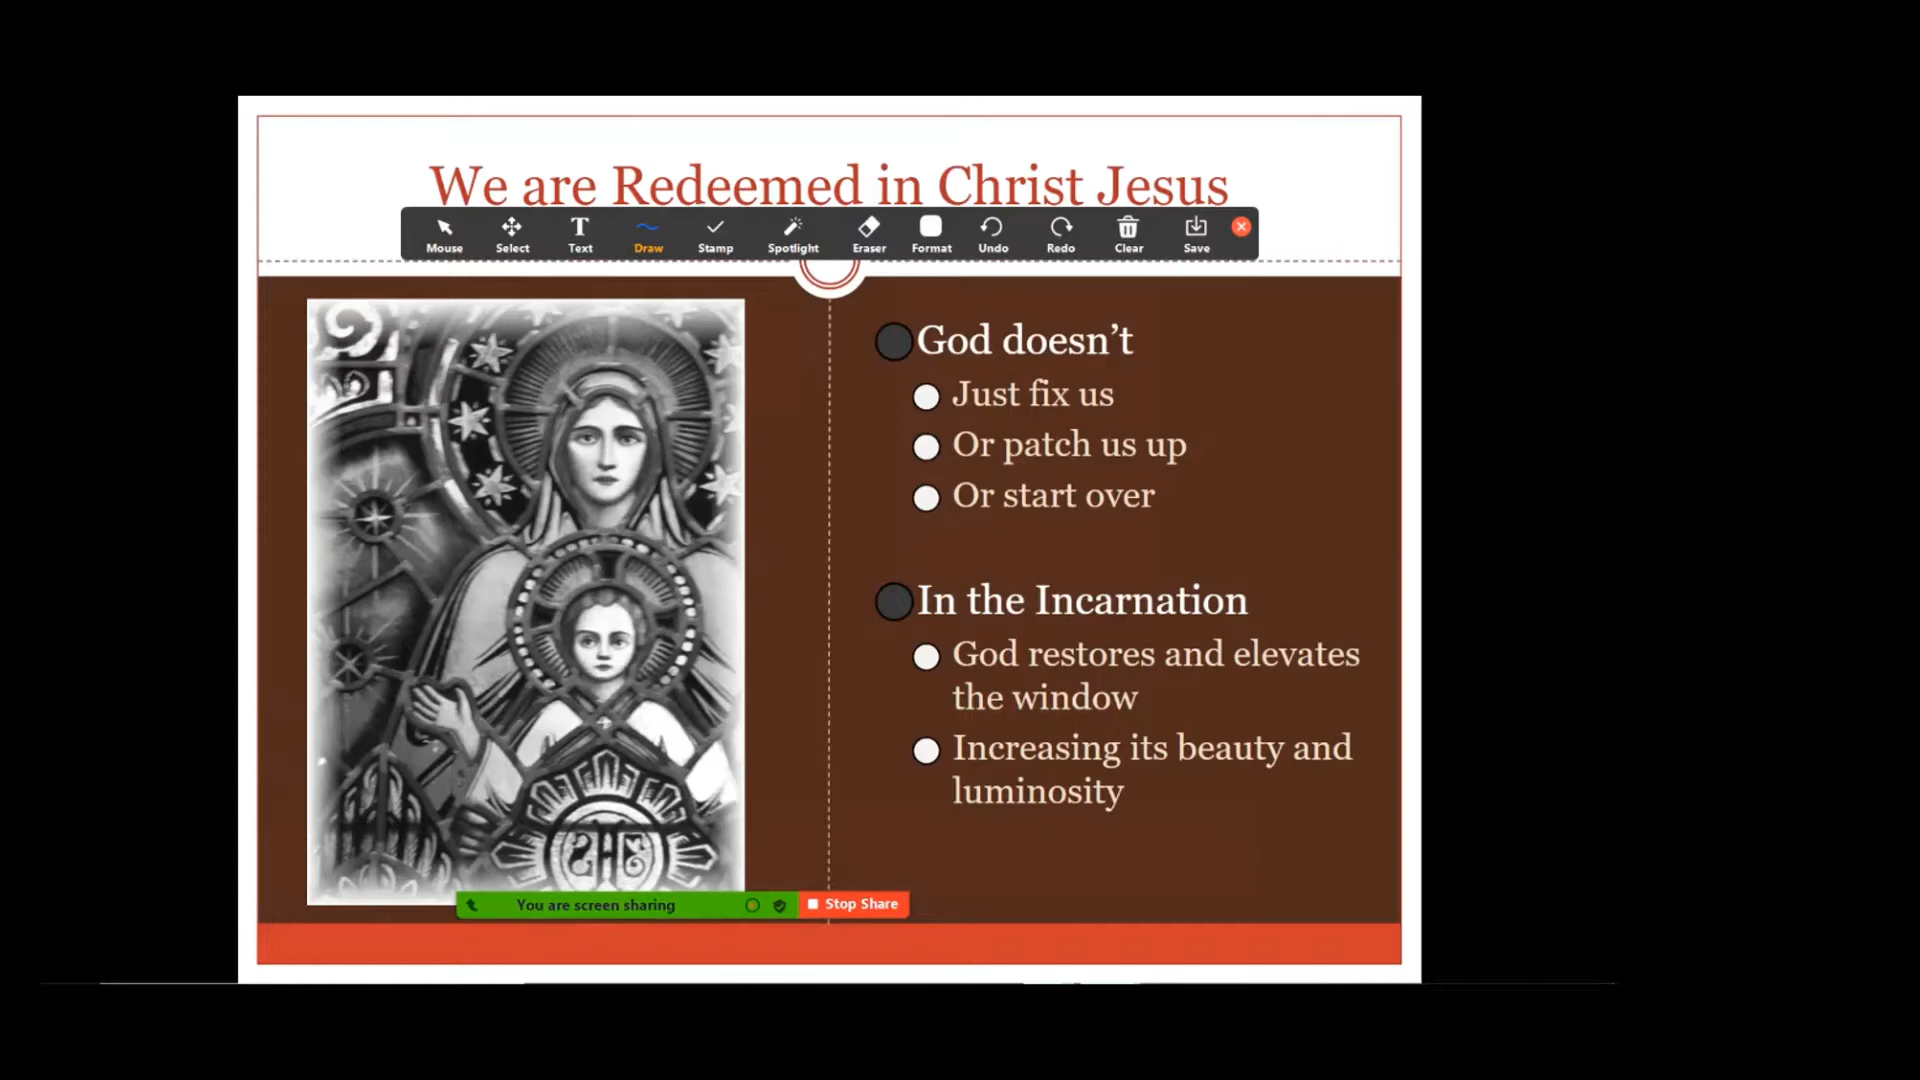 We are Redeemed in Christ Jesus
Mouse Select Text Draw Stamp Spotlight Eraser Format Undo Redo Clear Save
God doesn’t
Just fix us
Or patch us up
Or start over
In the Incarnation
God restores and elevates
the window
Increasing its beauty and
luminosity
You are screen sharing Stop Share